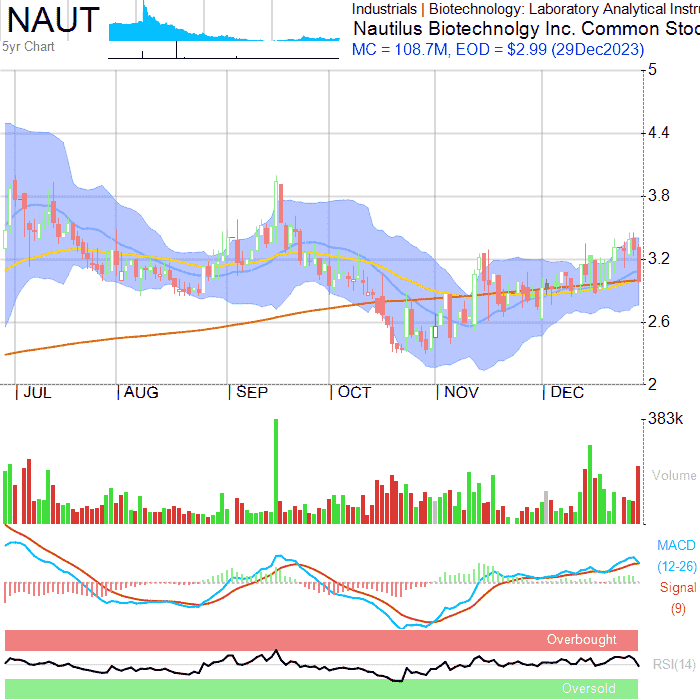 NAUT
5yr Chart
Industrials | Biotechnology: Laboratory Analytical Instru
Nautilus Biotechnolgy Inc. Common Stoc
MC = 108.7M, EOD = $2.99 (29Dec2023)
5
4.4
3.8
3.2
2.6
2
JUL AUG SEP OCT NOV DEC
383k
Volume
MACD
(12-26)
Signal
(9)
Overbought
RSI(14)
Oversold